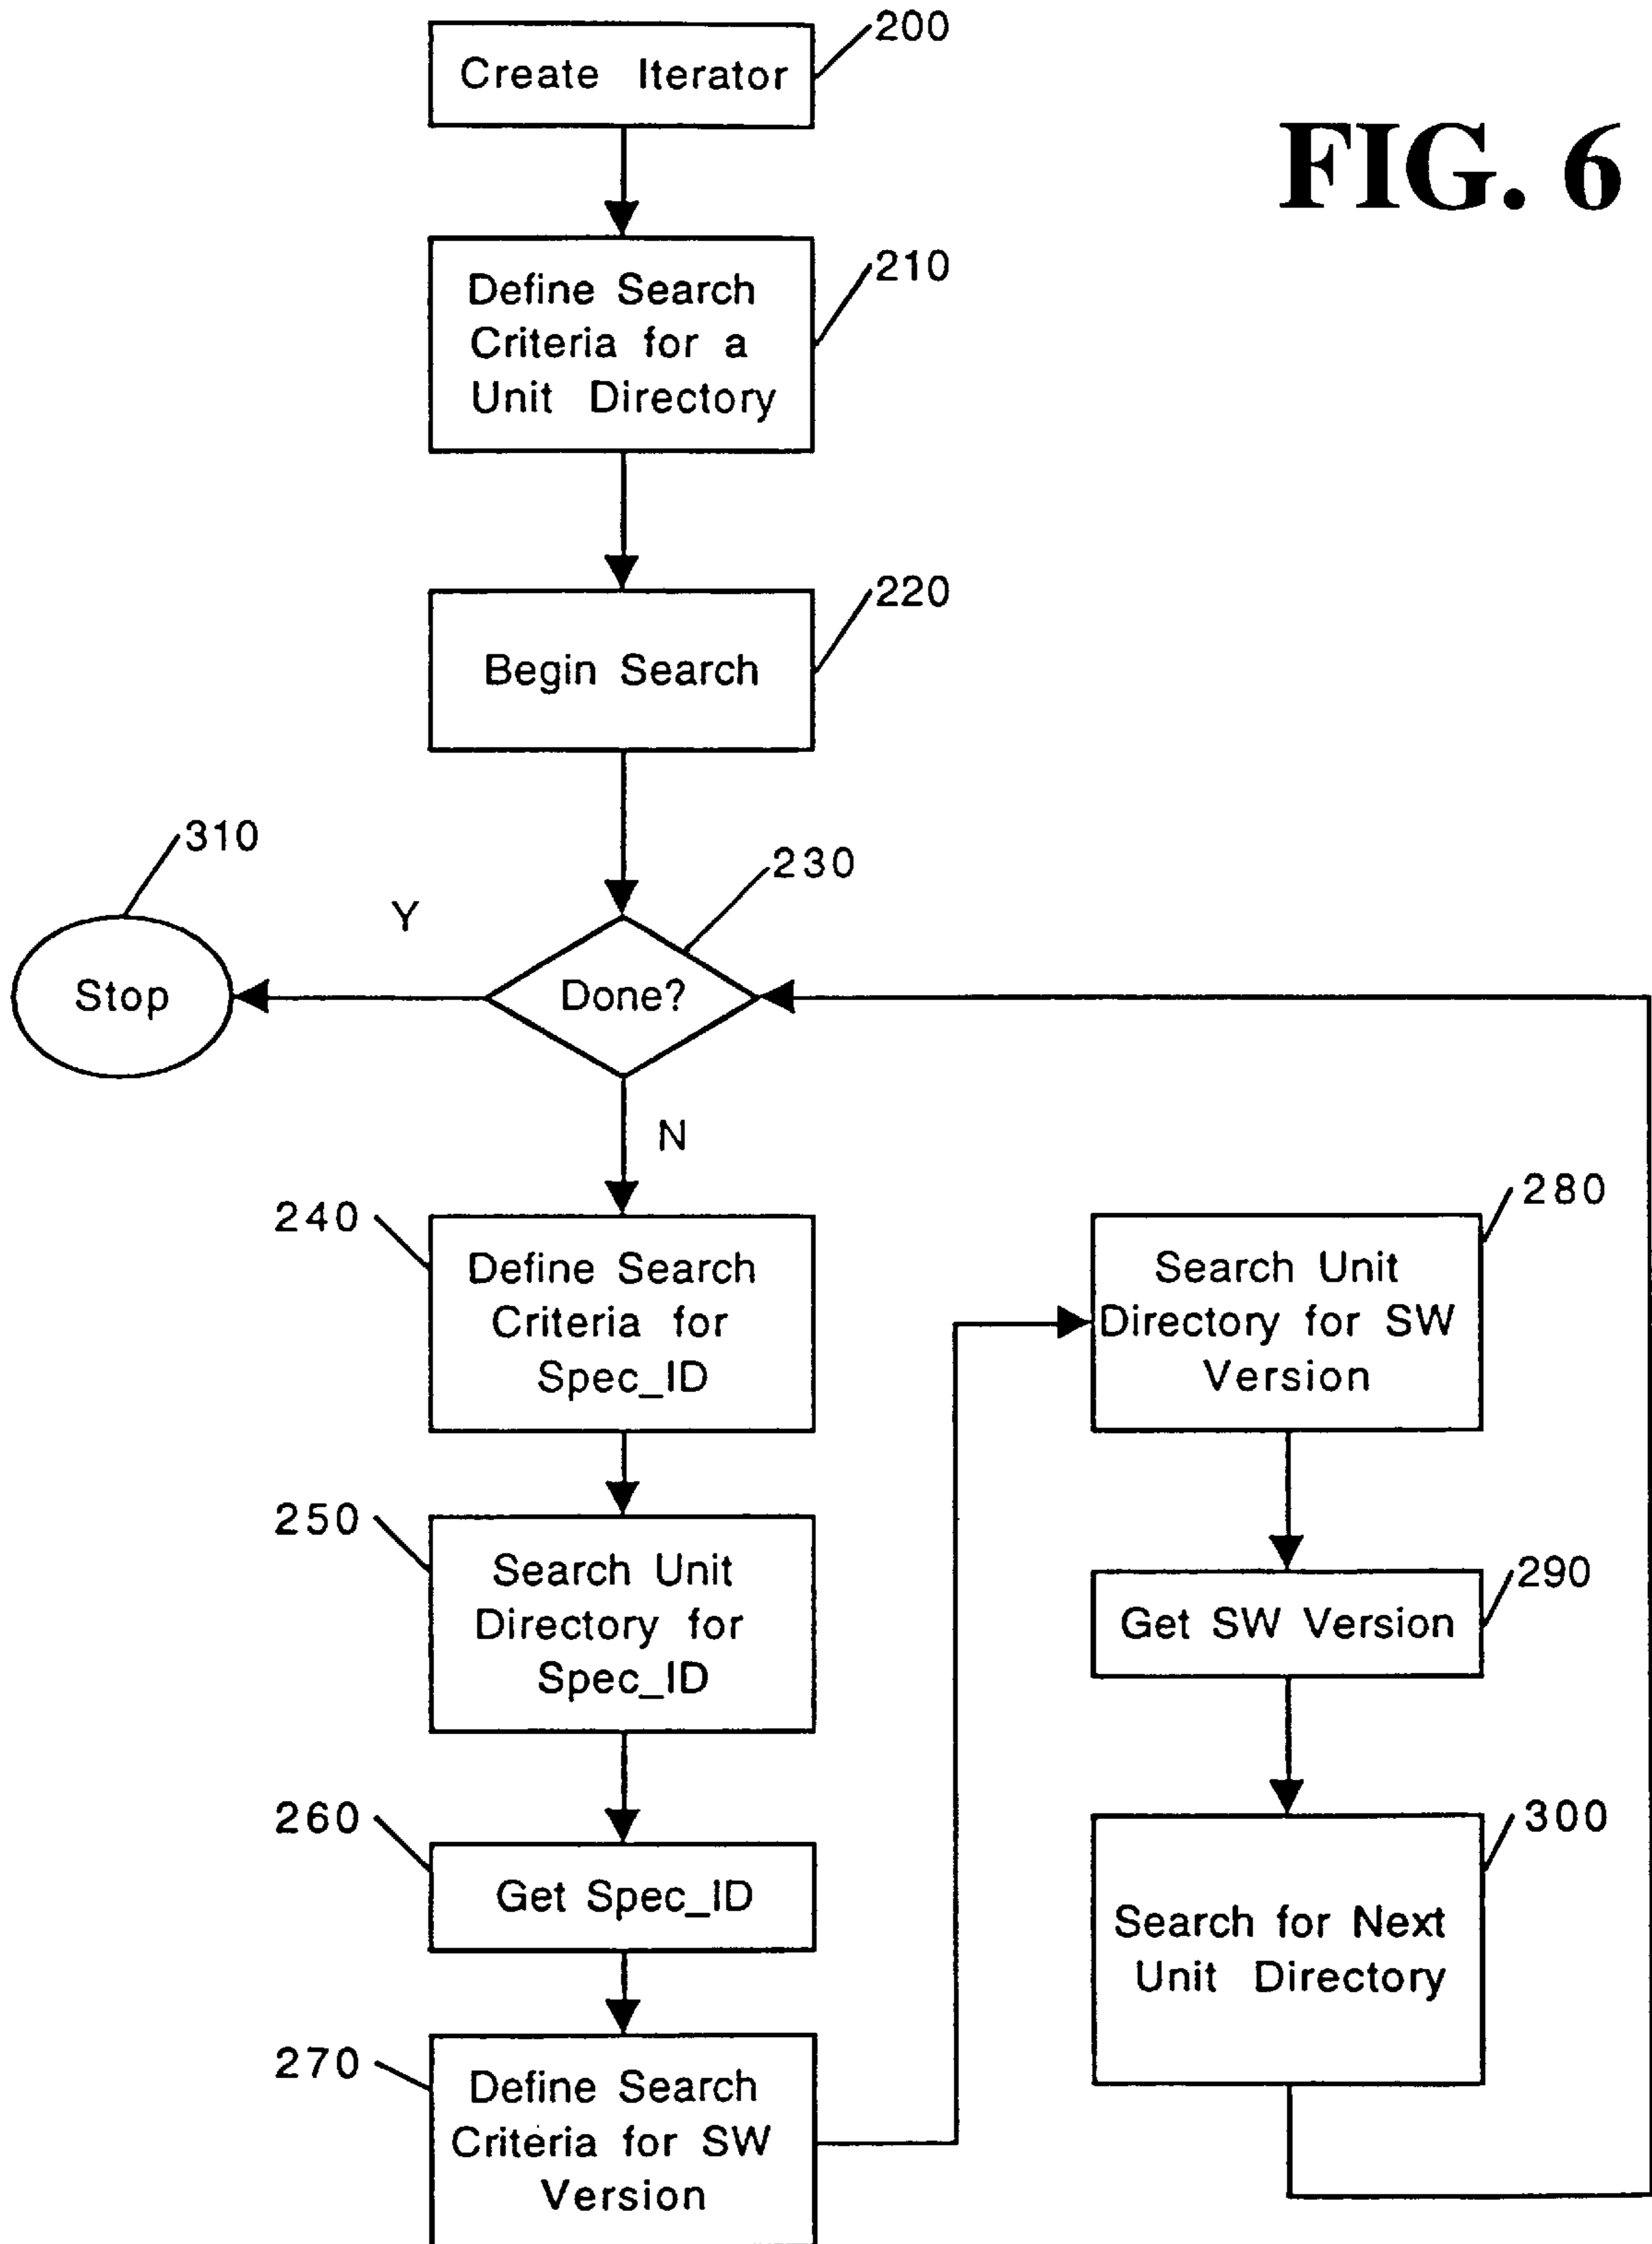 200
Create Iterator
FIG. 6
210
Define Search
Criteria for a
Unit Directory
220
Begin Search
310
Y
230
Stop
Done?
N
240
Define Search
Criteria for
Spec_ID
250
Search Unit
Directory for
Spec_ID
260
Get Spec_ID
270
Define Search
Criteria for SW
Version
280
Search Unit
Directory for SW
Version
290
Get SW Version
300
Search for Next
Unit Directory